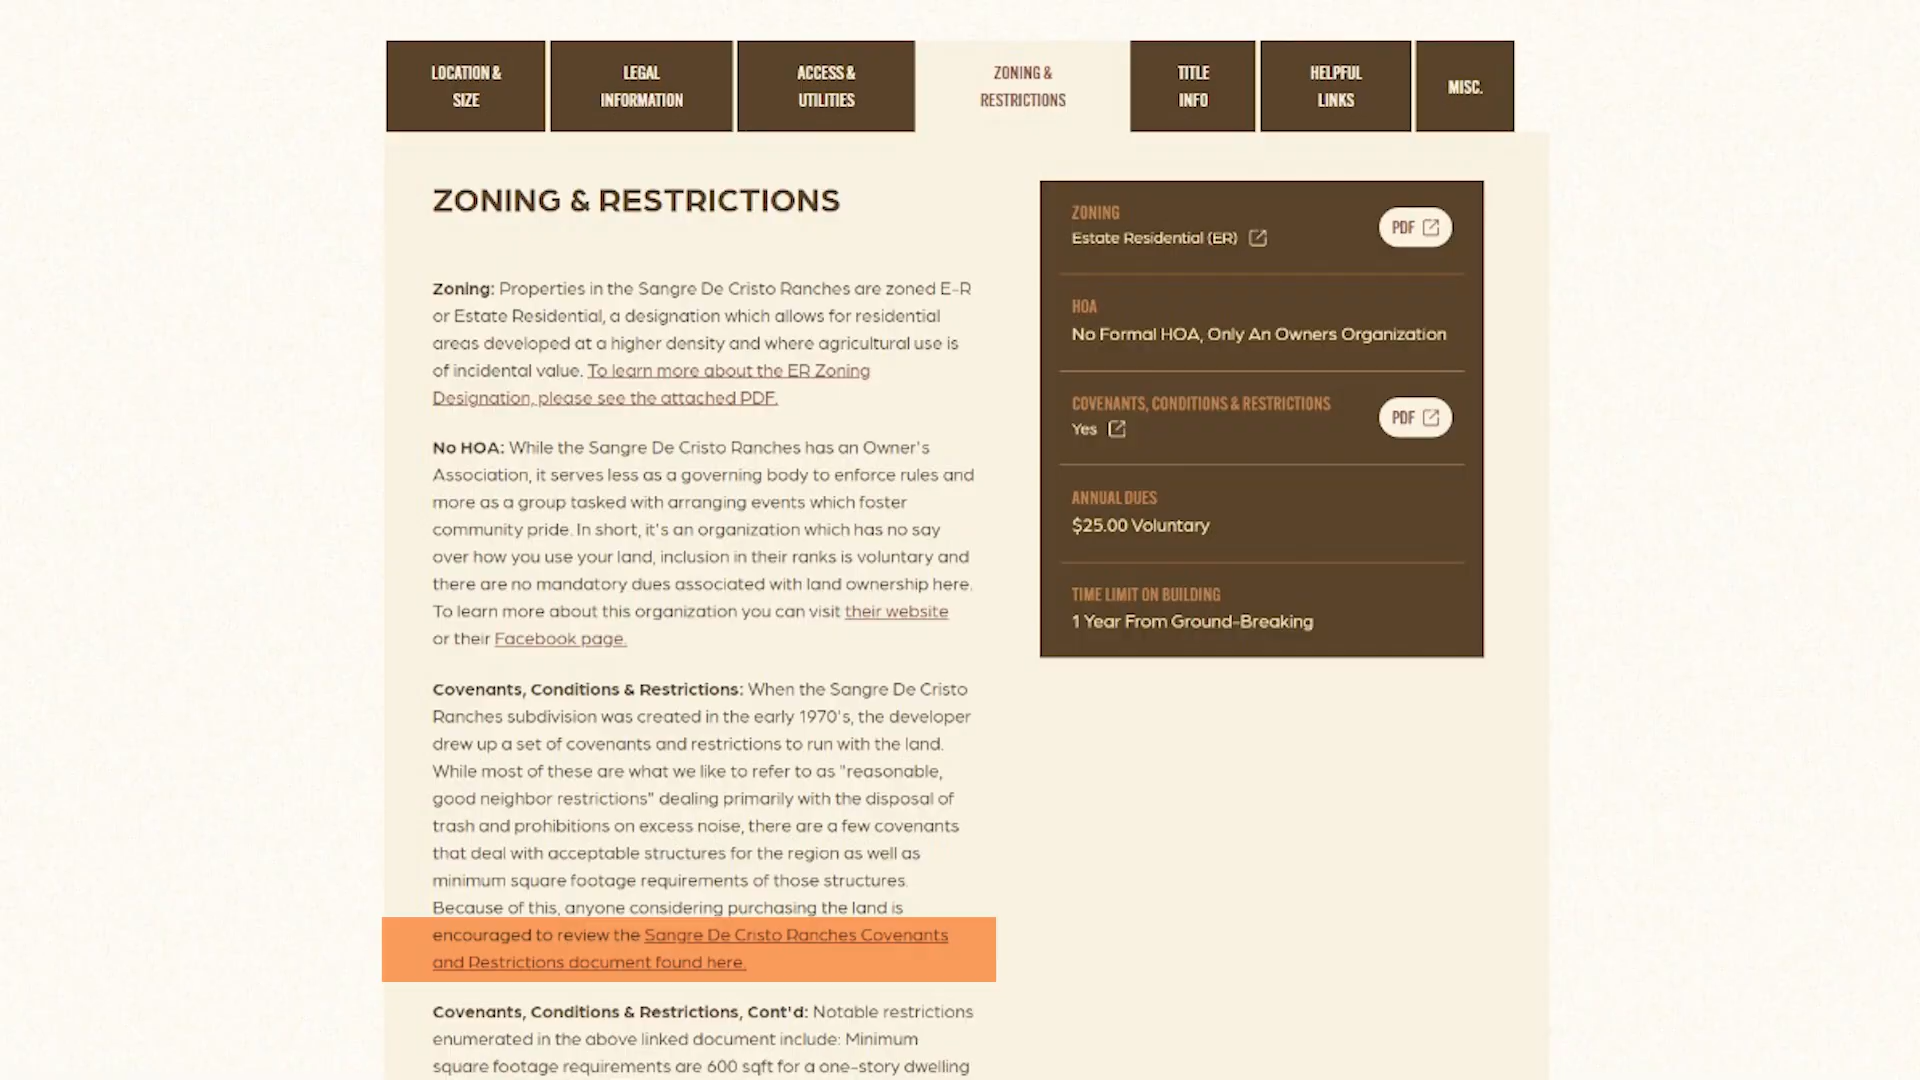 LOCATION &
SIZE
LEGAL
INFORMATION
ACCESS &
UTILITIES
ZONING &
RESTRICTIONS
TITLE
INFO
HELPFUL
LINKS
MISC.
ZONING & RESTRICTIONS
Zoning: Properties in the Sangre De Cristo Ranches are zoned E-R
or Estate Residential, a designation which allows for residential
areas developed at a higher density and where agricultural use is
of incidental value. To learn more about the ER Zoning
Designation, please see the attached PDF.
No HOA: While the Sangre De Cristo Ranches has an Owner's
Association, it serves less as a governing body to enforce rules and
more as a group tasked with arranging events which foster
community pride. In short, it's an organization which has no say
over how you use your land, inclusion in their ranks is voluntary and
there are no mandatory dues associated with land ownership here.
To learn more about this organization you can visit their website
or their Facebook page.
Covenants, Conditions & Restrictions: When the Sangre De Cristo
Ranches subdivision was created in the early 1970's, the developer
drew up a set of covenants and restrictions to run with the land.
While most of these are what we like to refer to as "reasonable,
good neighbor restrictions" dealing primarily with the disposal of
trash and prohibitions on excess noise, there are a few covenants
that deal with acceptable structures for the region as well as
minimum square footage requirements of those structures.
Because of this, anyone considering purchasing the land is
encouraged to review the Sangre De Cristo Ranches Covenants
and Restrictions document found here.
Covenants, Conditions & Restrictions, Cont'd: Notable restrictions
enumerated in the above linked document include: Minimum
square footage requirements are 600 sqft for a one-story dwelling
ZONING
Estate Residential (ER)
PDF
HOA
No Formal HOA, Only An Owners Organization
COVENANTS, CONDITIONS & RESTRICTIONS
Yes
PDF
ANNUAL DUES
$25.00 Voluntary
TIME LIMIT ON BUILDING
1 Year From Ground-Breaking